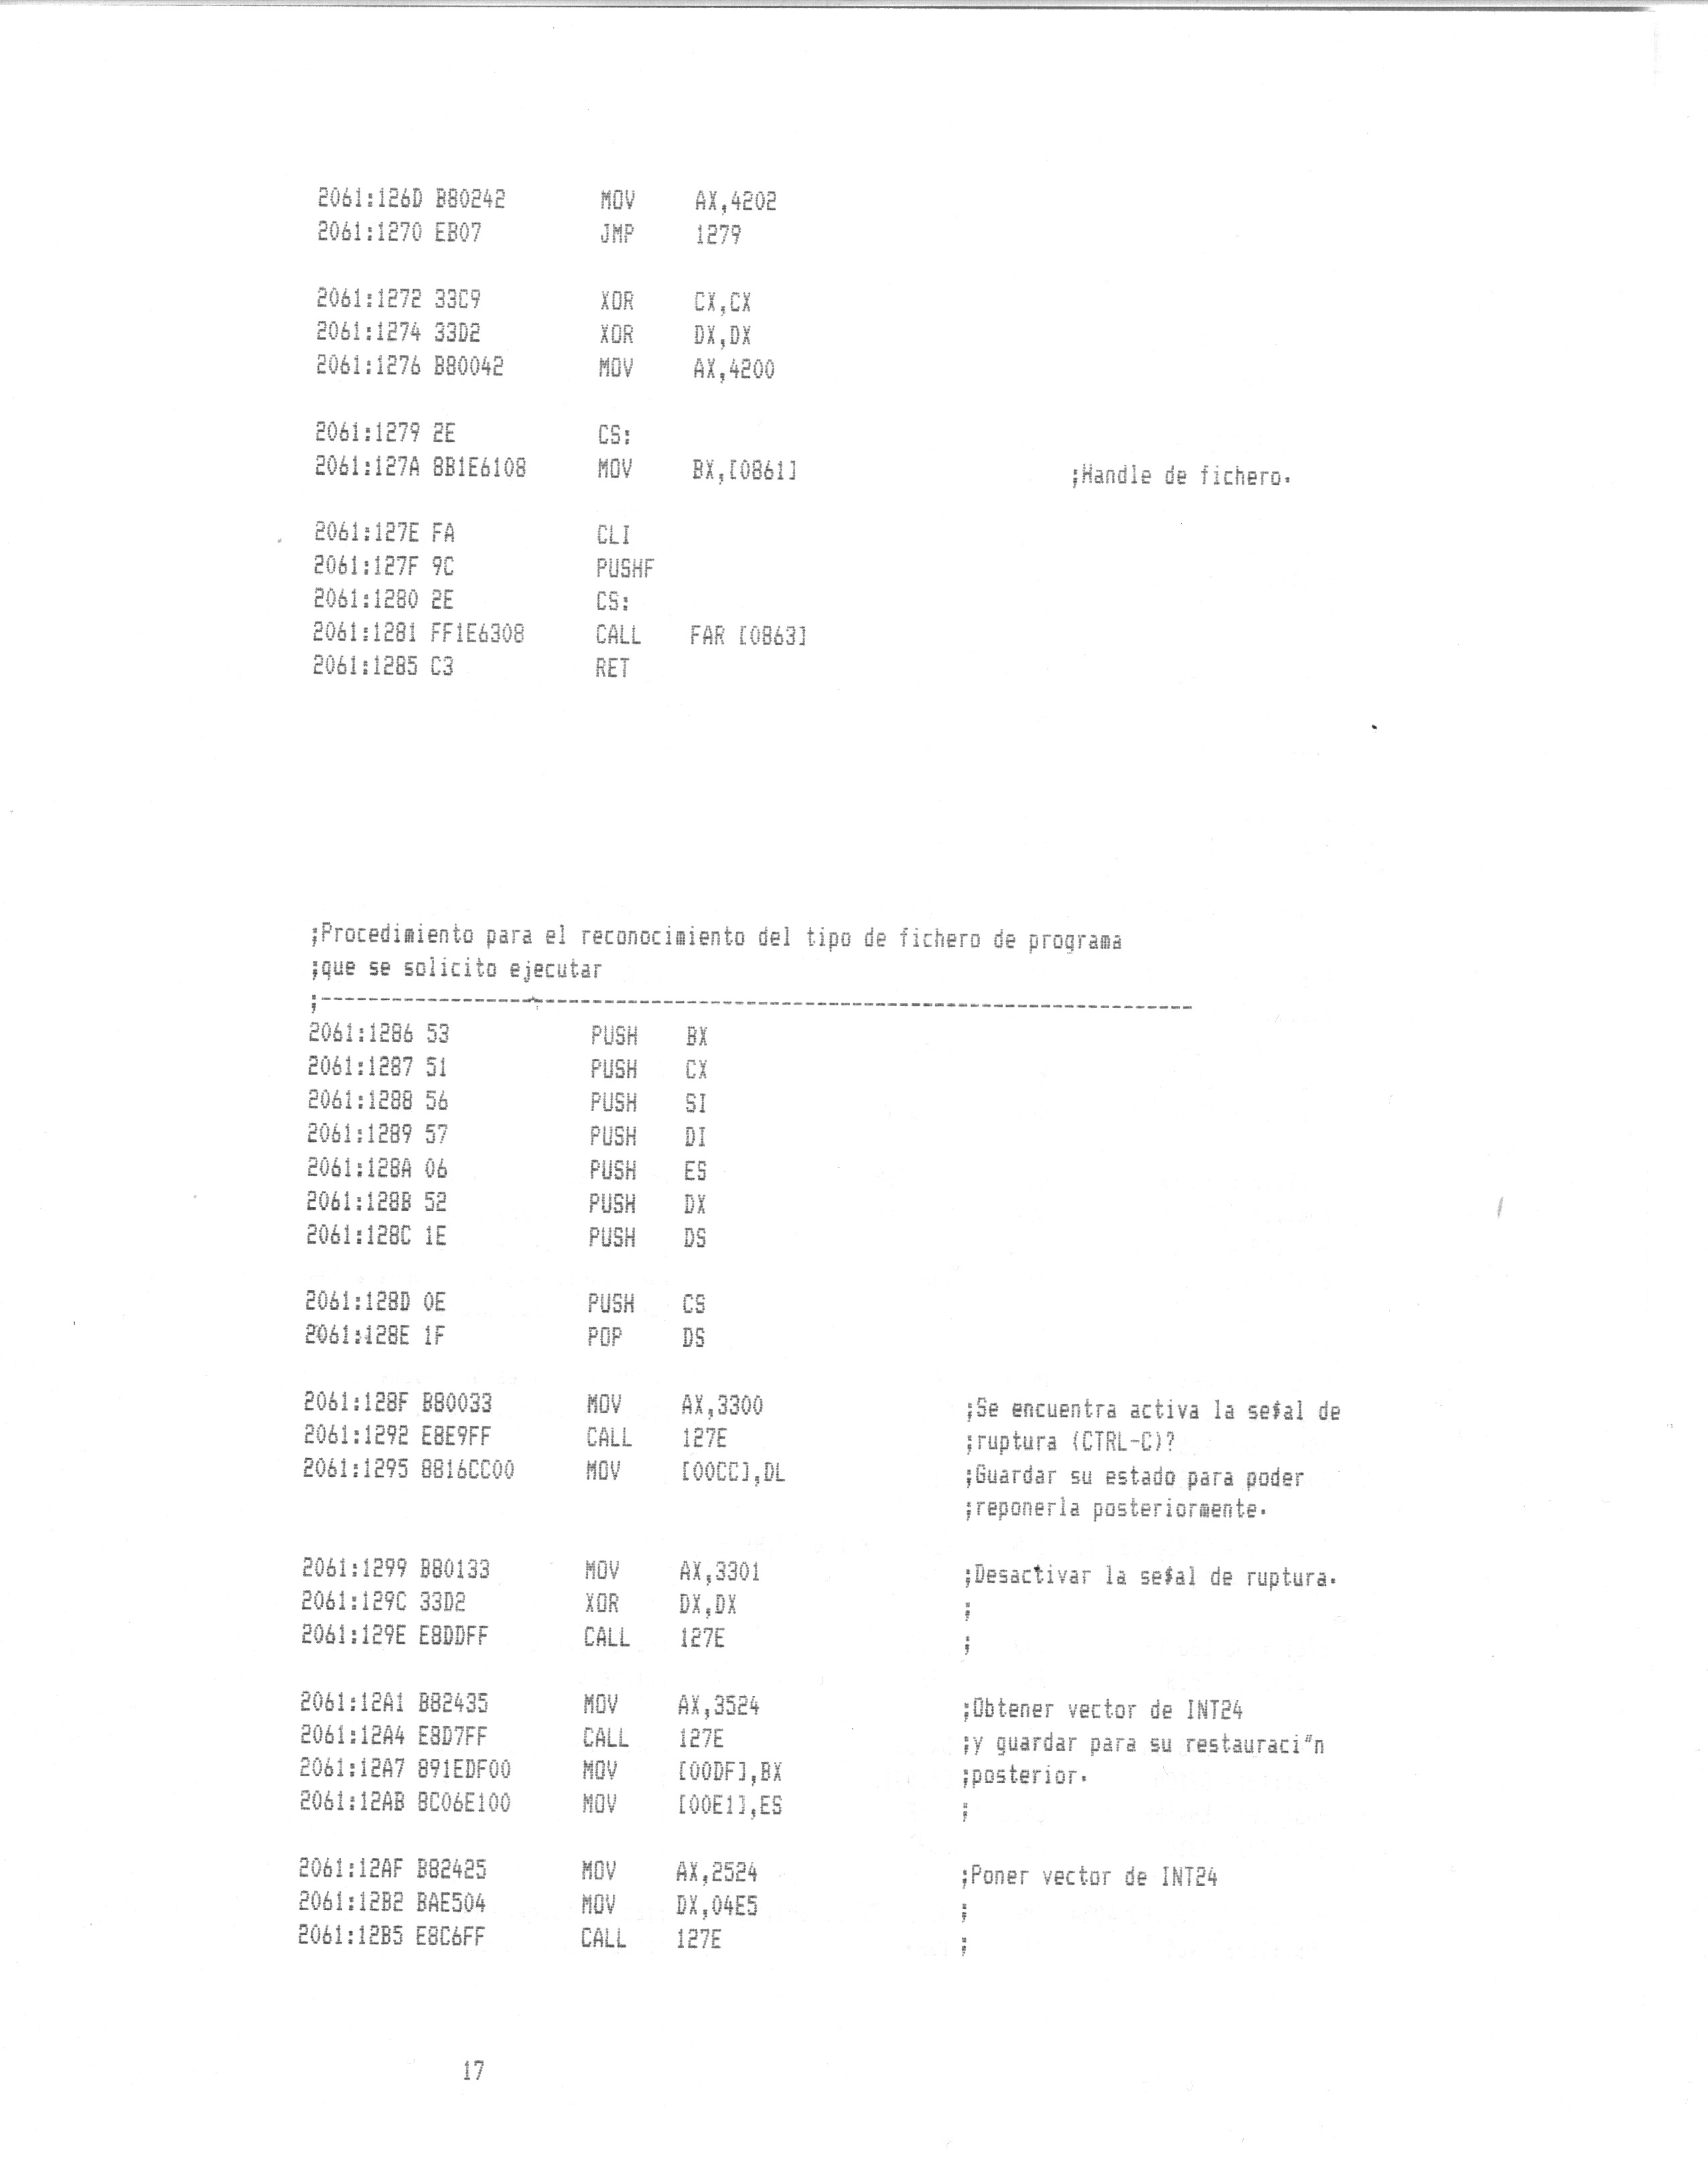 2061:126D B80242 MOV AX,4202
2061:1270 EB07 JMP 1279
2061:1272 33C9 XOR CX,CX
2061:1274 33D2 XOR DX,DX
2061:1276 B80042 MOV AX,4200
2061:1279 2E CS:
2061:127A 8B1E6108 MOV BX,[0861] ;Handle de fichero.
2061:127E FA CLI
2061:127F 9C PUSHF
2061:1280 2E CS:
2061:1281 FF1E6308 CALL FAR [0863]
2061:1285 C3 RET
;Procedimiento para el reconocimiento del tipo de fichero de programa
;que se solicito ejecutar
;--------------------------------------------------------------------------
2061:1286 53 PUSH BX
2061:1287 51 PUSH CX
2061:1288 56 PUSH SI
2061:1289 57 PUSH DI
2061:128A 06 PUSH ES
2061:128B 52 PUSH DX
2061:128C 1E PUSH DS
2061:128D 0E PUSH CS
2061:128E 1F POP DS
2061:128F B80033 MOV AX,3300 ;Se encuentra activa la se$al de
2061:1292 E8E9FF CALL 127E ;ruptura (CTRL-C)?
2061:1295 8816CC00 MOV [00CC],DL ;Guardar su estado para poder
;reponerla posteriormente.
2061:1299 B80133 MOV AX,3301 ;Desactivar la se$al de ruptura.
2061:129C 33D2 XOR DX,DX ;
2061:129E E8DDFF CALL 127E ;
2061:12A1 B82435 MOV AX,3524 ;Obtener vector de INT24
2061:12A4 E8D7FF CALL 127E ;y guardar para su restauraci"n
2061:12A7 891EDF00 MOV [00DF],BX ;posterior.
2061:12AB 8C06E100 MOV [00E1],ES ;
2061:12AF B82425 MOV AX,2524 ;Poner vector de INT24
2061:12B2 BAE504 MOV DX,04E5 ;
2061:12B5 E8C6FF CALL 127E ;
17